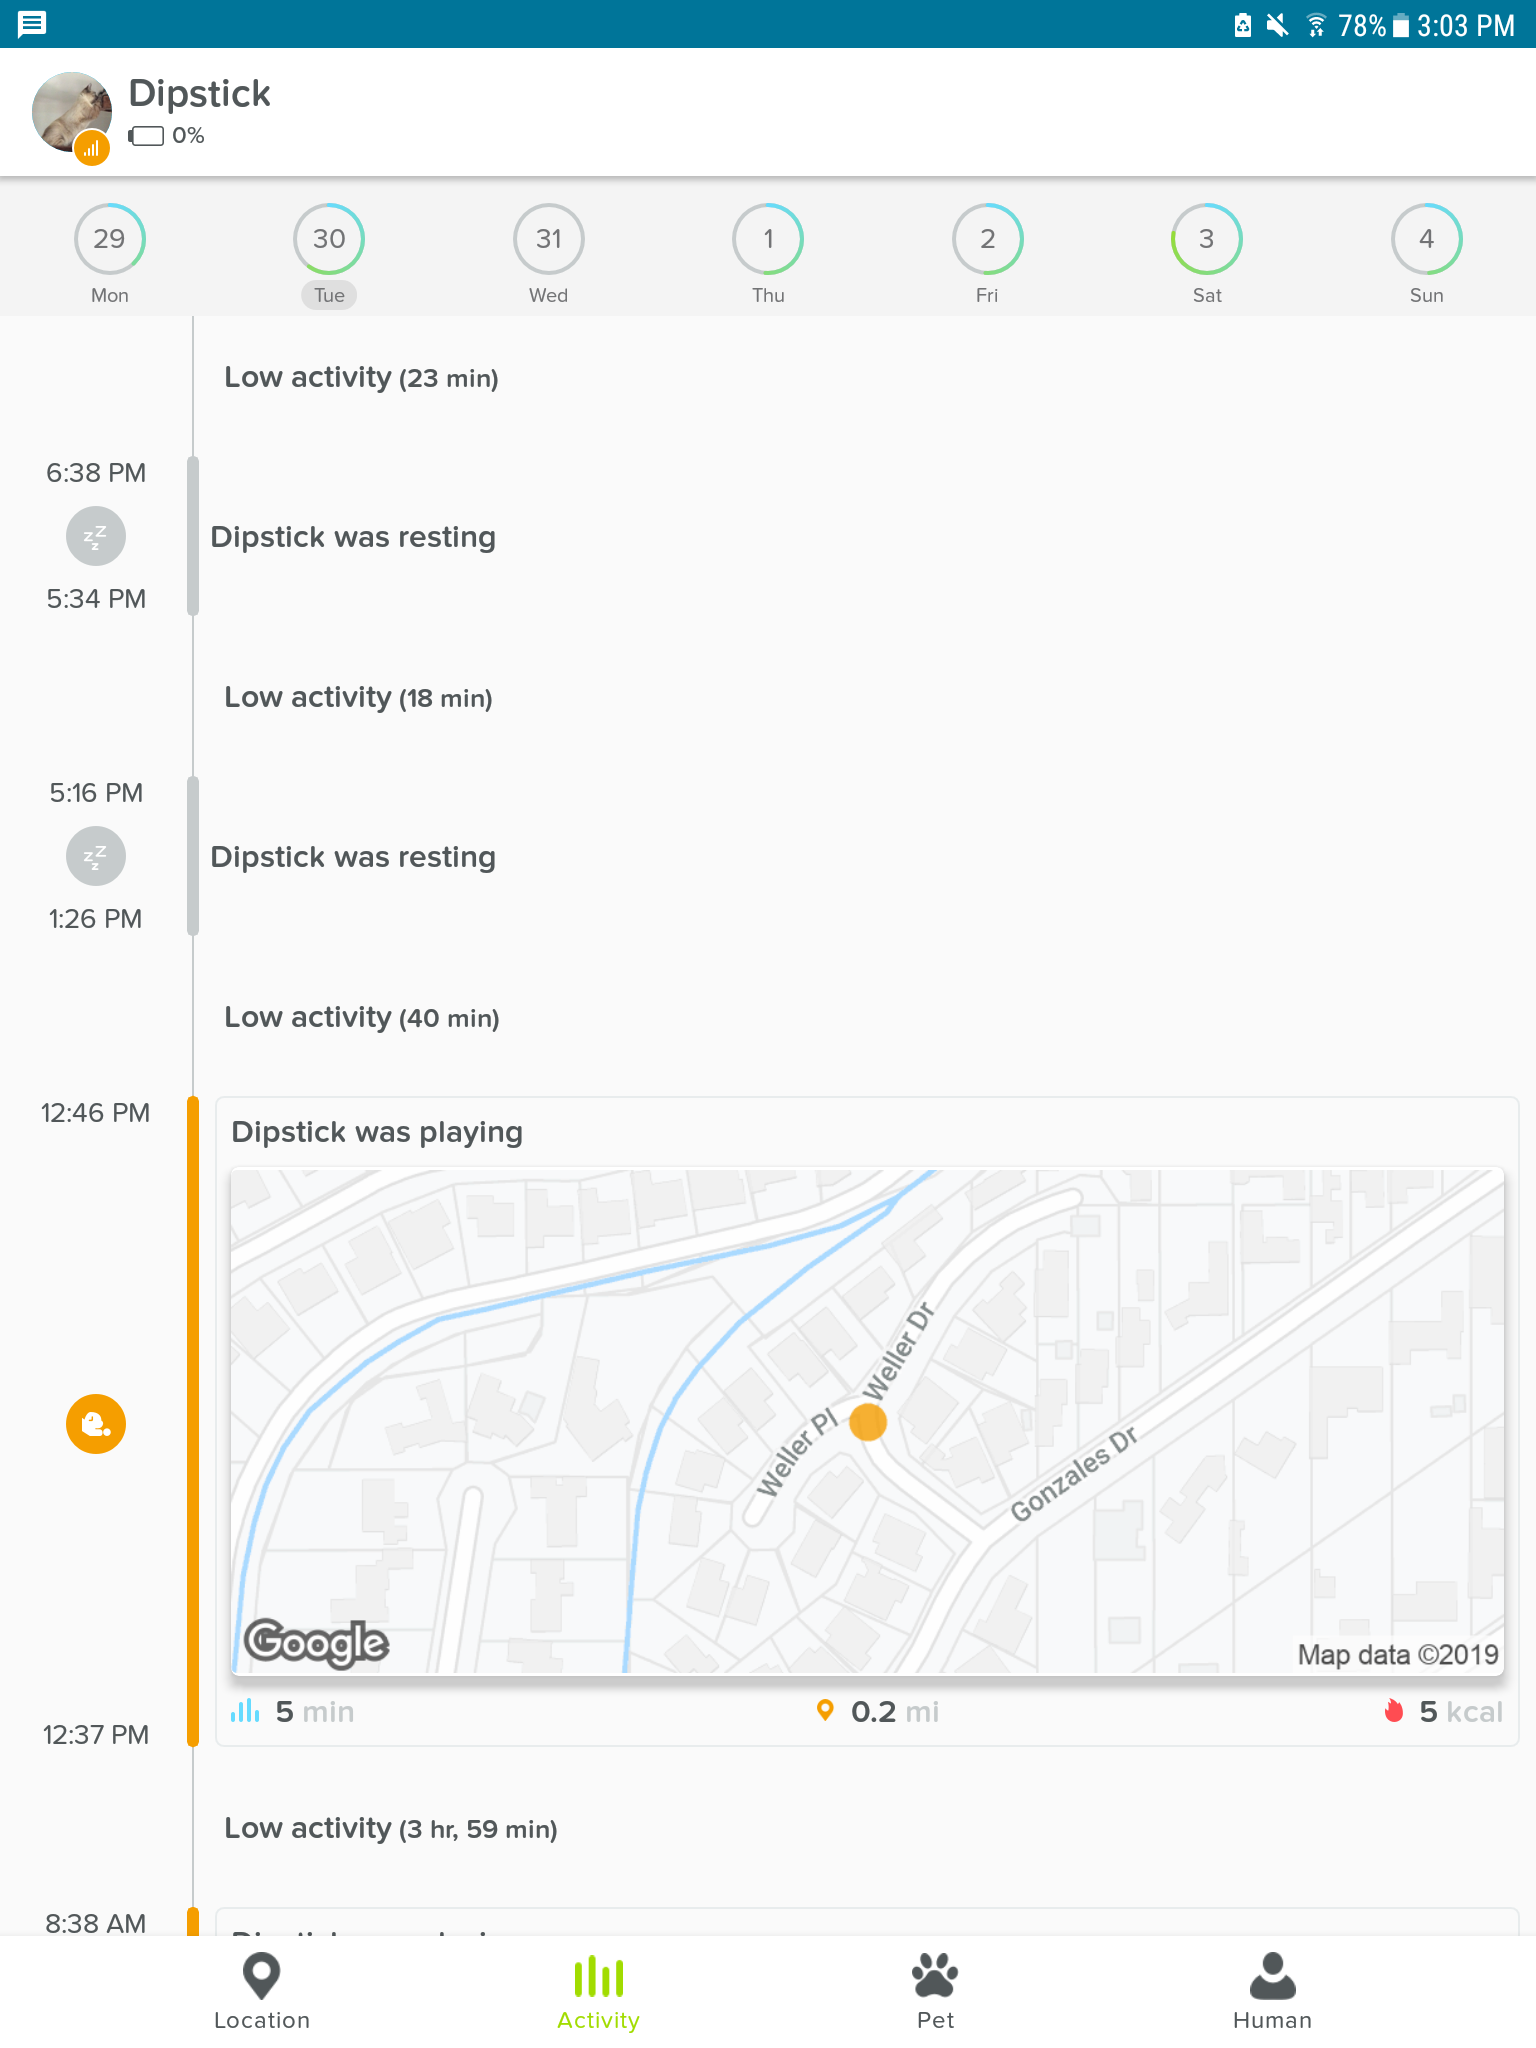 78% 3:03 PM
Dipstick
0%
29 30 31 1 2 3 4
Mon Tue Wed Thu Fri Sat Sun
Low activity (23 min)
6:38 PM
zzz
Dipstick was resting
5:34 PM
Low activity (18 min)
5:16 PM
zzz
Dipstick was resting
1:26 PM
Low activity (40 min)
12:46 PM
Dipstick was playing
Weller Dr
Weller Pl
Gonzales Dr
Google
Map data ©2019
5 min 0.2 mi 5 kcal
12:37 PM
Low activity (3 hr, 59 min)
8:38 AM
Location Activity Pet Human